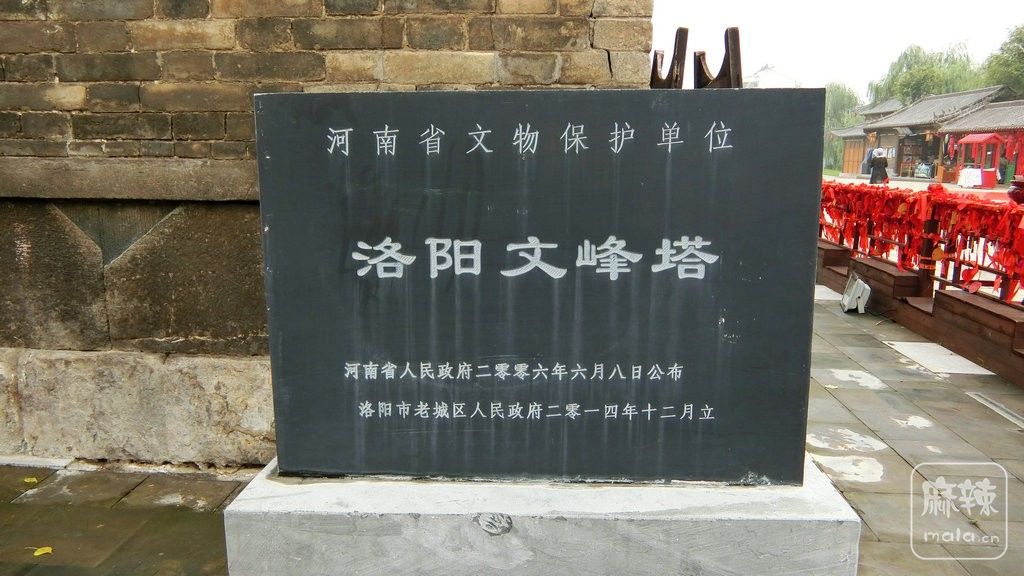 河南省文物保护单位
洛阳文峰塔
河南省人民政府二零零六年六月八日公布
洛阳市老城区人民政府二零一四年十二月立
麻辣
mala.cn